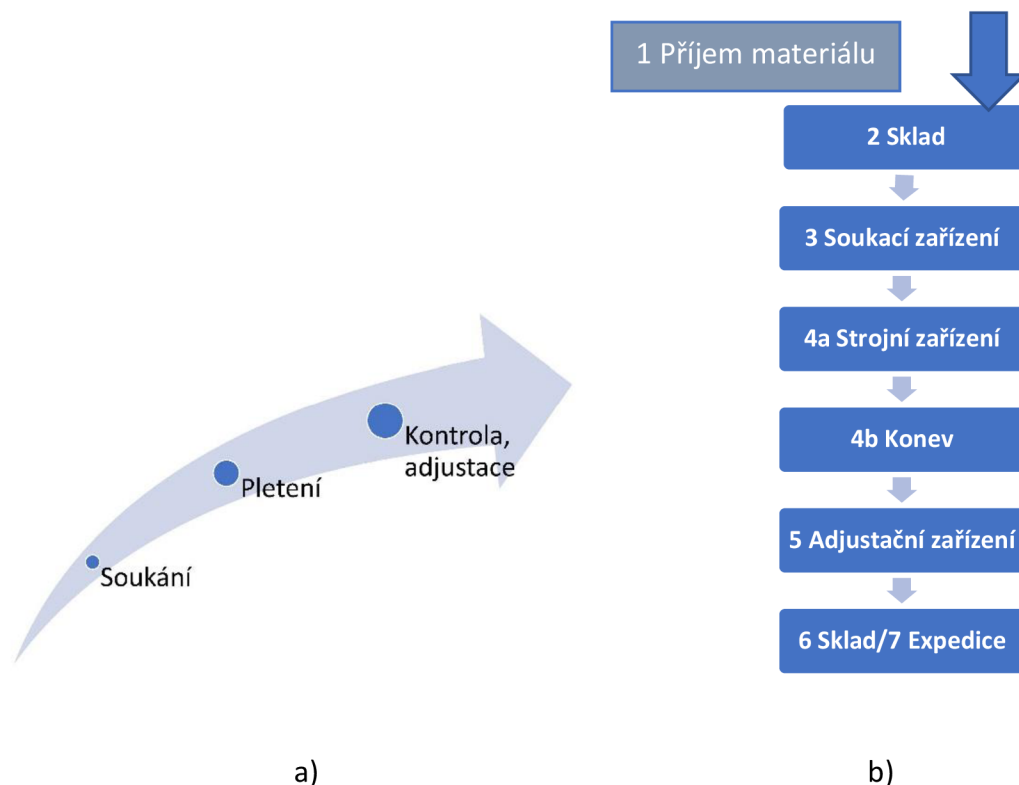 1 Příjem materiálu
2 Sklad
3 Soukací zařízení
4a Strojní zařízení
4b Konev
5 Adjustační zařízení
6 Sklad/7 Expedice
Kontrola,
adjustace
Pletení
Soukání
a)
b)